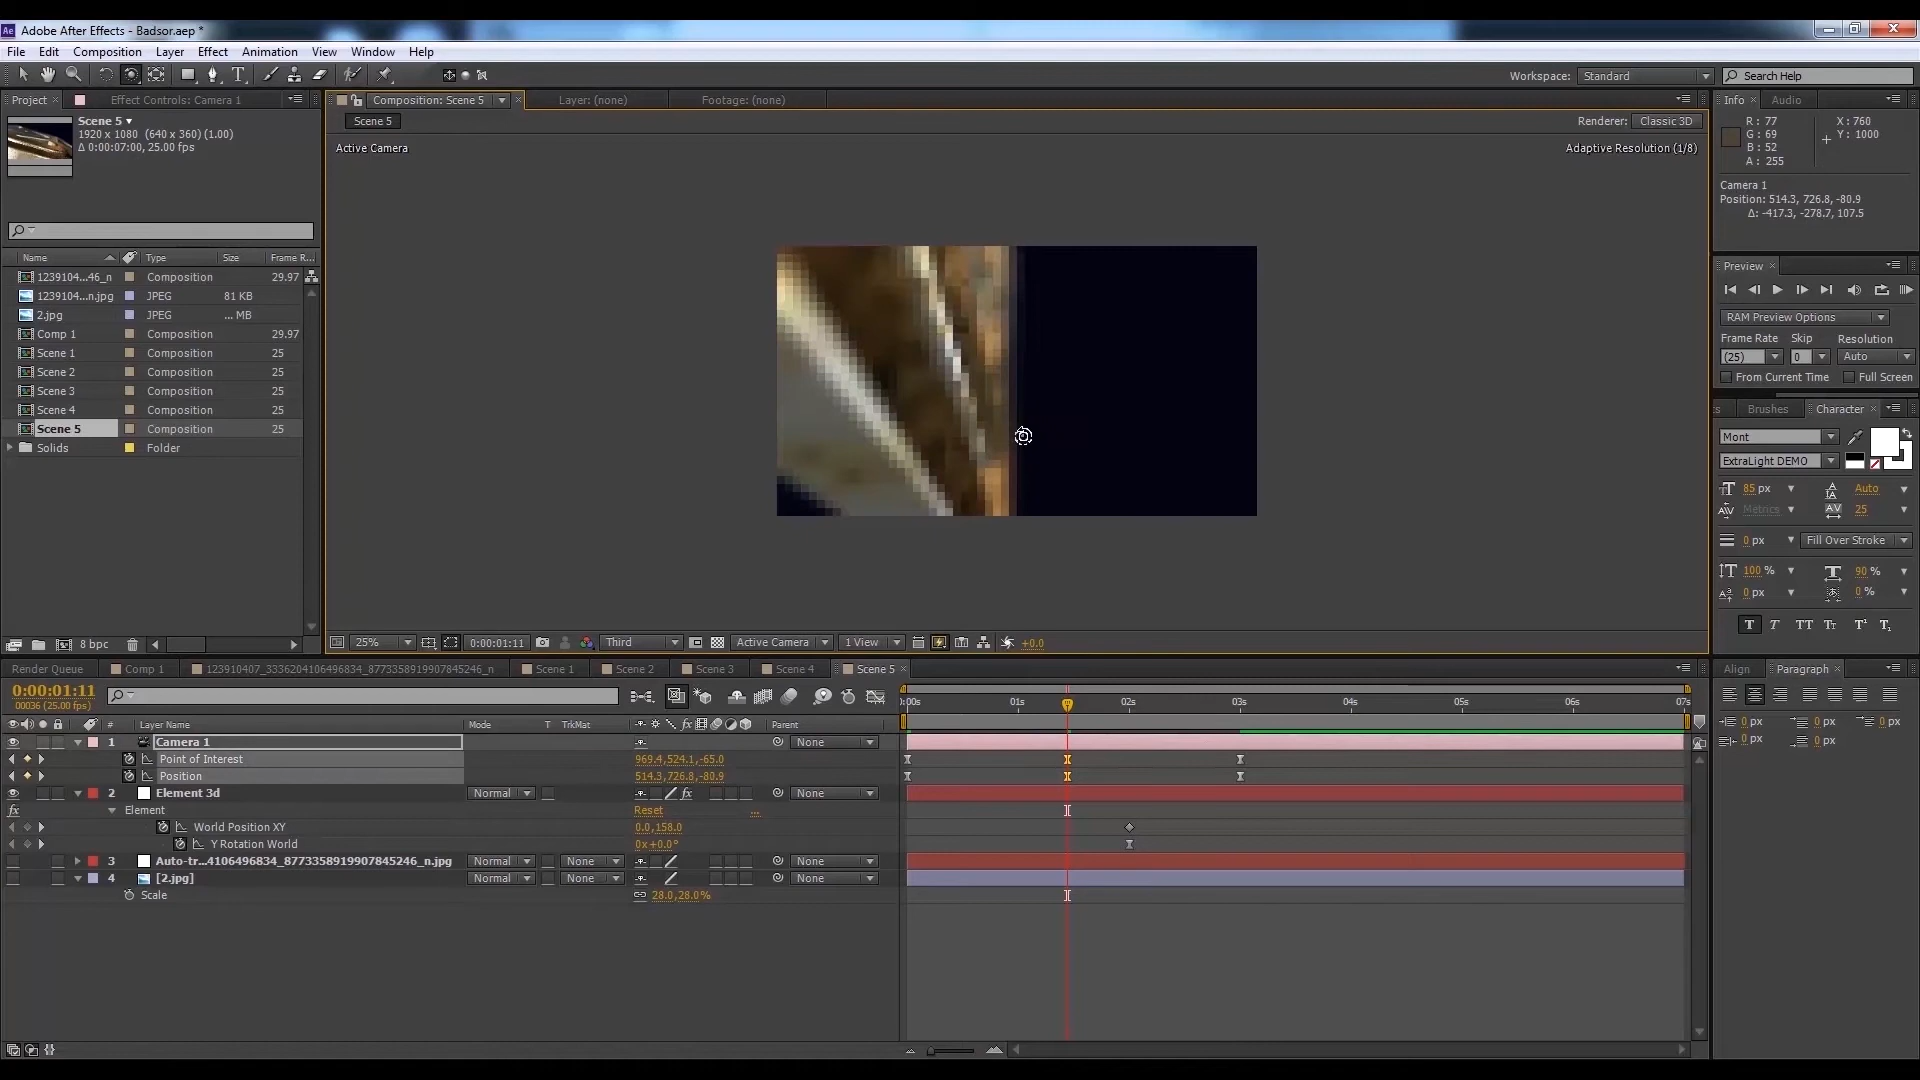 Adobe After Effects - Badsor.aep *
File Edit Composition Layer Effect Animation View Window Help
Workspace: Standard Search Help
Project Effect Controls: Camera 1
Composition: Scene 5 Layer: (none) Footage: (none)
Info Audio
Scene 5
1920 x 1080 (640 x 360) (1.00)
Δ 0:00:07:00, 25.00 fps
Scene 5
Renderer: Classic 3D
Active Camera
Adaptive Resolution (1/8)
R: 77
G: 69
B: 52
A: 255
X: 760
Y: 1000
Camera 1
Position: 514.3, 726.8, -80.9
Δ: -417.3, -278.7, 107.5
Name Type Size Frame R...
1239104...46_n Composition 29.97
1239104...n.jpg JPEG 81 KB
2.jpg JPEG ... MB
Comp 1 Composition 29.97
Scene 1 Composition 25
Scene 2 Composition 25
Scene 3 Composition 25
Scene 4 Composition 25
Scene 5 Composition 25
Solids Folder
8 bpc
Preview
RAM Preview Options
Frame Rate Skip Resolution
(25) 0 Auto
From Current Time Full Screen
Brushes Character
Mont
ExtraLight DEMO
85 px Auto
Metrics 25
0 px Fill Over Stroke
100 % 90 %
0 px 0 %
T T TT Tr T¹ T₁
25% 0:00:01:11 Third Active Camera 1 View +0.0
Render Queue Comp 1 123910407_3336204106496834_8773358919907845246_n Scene 1 Scene 2 Scene 3 Scene 4 Scene 5
Align Paragraph
0:00:01:11
00036 (25.00 fps)
:00s 01s 02s 03s 04s 05s 06s 07s
# Layer Name Mode T TrkMat Parent
1 Camera 1 None
Point of Interest 969.4,524.1,-65.0
Position 514.3,726.8,-80.9
2 Element 3d Normal fx None
fx Element Reset ...
World Position XY 0.0,158.0
Y Rotation World 0x+0.0°
3 Auto-tr...4106496834_8773358919907845246_n.jpg Normal None None
4 [2.jpg] Normal None None
Scale 28.0,28.0%
0 px 0 px 0 px
0 px 0 px